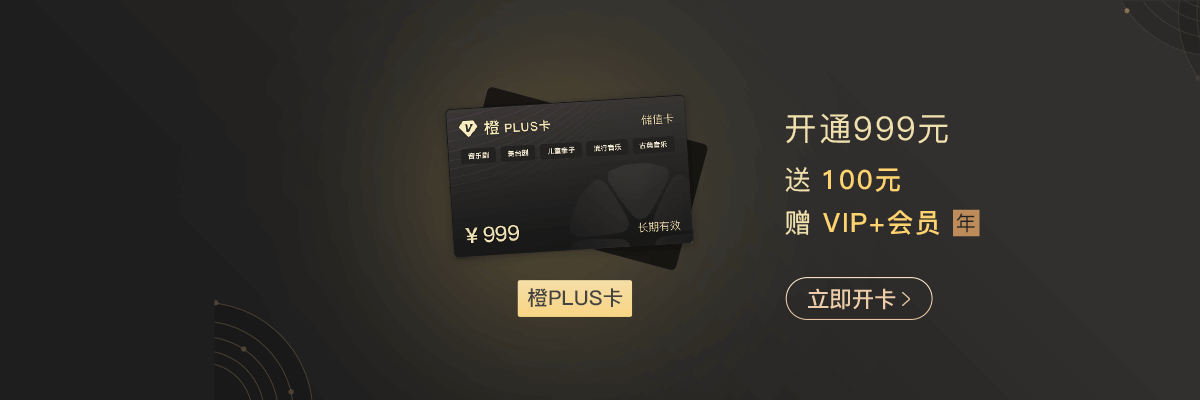 橙 PLUS卡
储值卡
音乐剧 舞台剧 儿童亲子 流行音乐 古典音乐
¥ 999
长期有效
橙PLUS卡
开通999元
送 100元
赠 VIP+会员 年
立即开卡 >